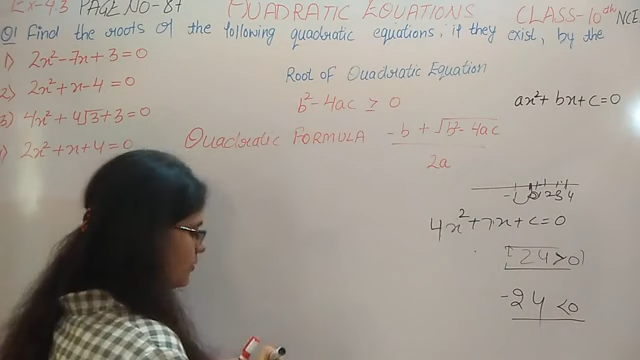 Ex-4.3 PAGE No-87 QUADRATIC EQUATIONS CLASS-10th NCE
Q1 Find the roots of the following quadratic equations, if they exist, by the
1) 2x²-7x+3=0
2) 2x²+x-4=0
3) 4x²+4√3+3=0
2x²+x+4=0
Root of Quadratic Equation
b²-4ac ≥ 0
ax²+bx+c=0
QUADRATIC FORMULA -b + √b²-4ac
2a
4x²+7x+c=0
24>0
-24<0